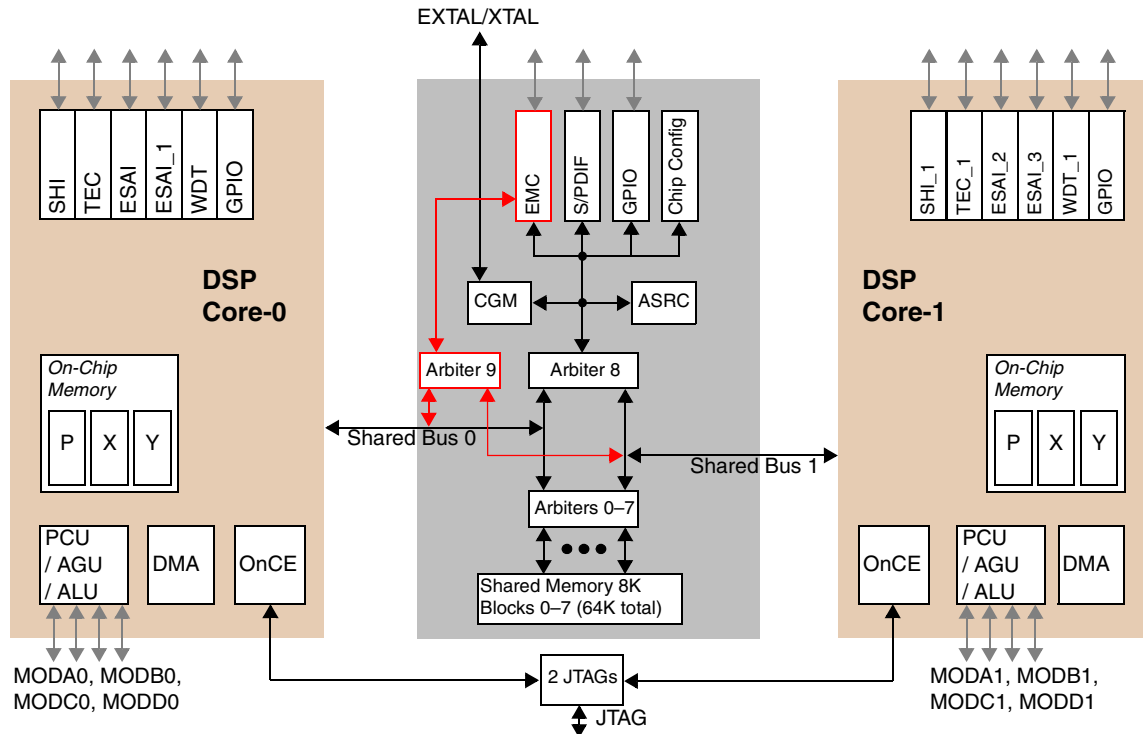 EXTAL/XTAL
SHI
TEC
ESAI
ESAI_1
WDT
GPIO
EMC
S/PDIF
GPIO
Chip Config
SHI_1
TEC_1
ESAI_2
ESAI_3
WDT_1
GPIO
DSP
Core-0
CGM
ASRC
DSP
Core-1
On-Chip
Memory
P X Y
Arbiter 9
Arbiter 8
On-Chip
Memory
P X Y
Shared Bus 0
Shared Bus 1
Arbiters 0–7
PCU
/ AGU
/ ALU
DMA
OnCE
Shared Memory 8K
Blocks 0–7 (64K total)
OnCE
PCU
/ AGU
/ ALU
DMA
MODA0, MODB0,
MODC0, MODD0
2 JTAGs
JTAG
MODA1, MODB1,
MODC1, MODD1